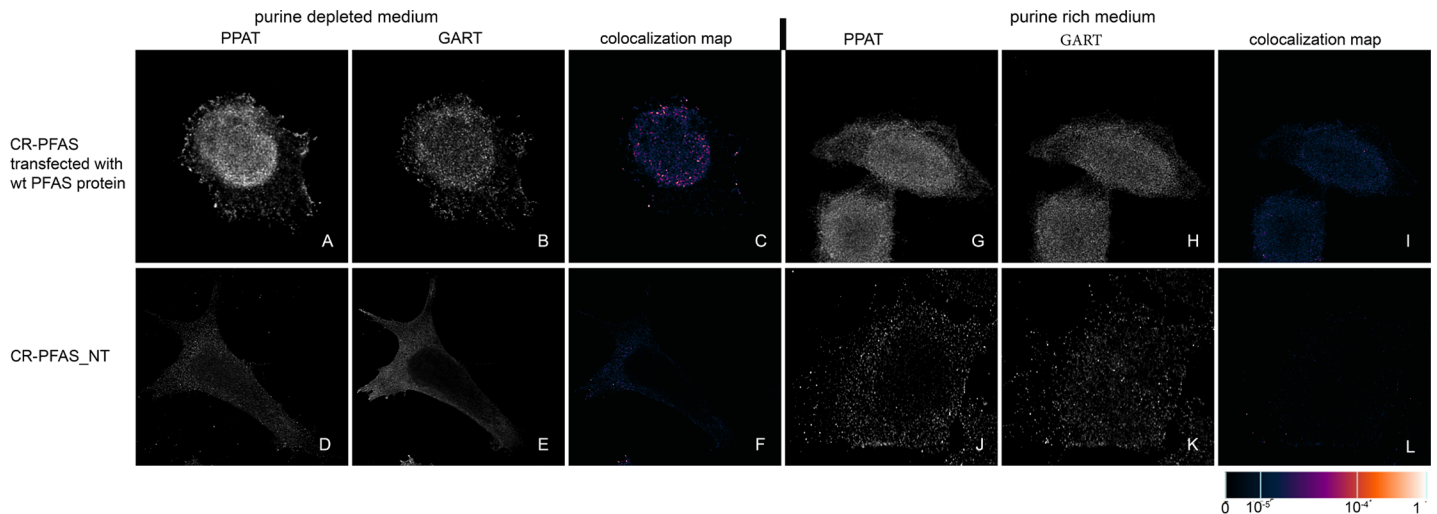 purine depleted medium
purine rich medium
PPAT GART colocalization map PPAT GART colocalization map
CR-PFAS
transfected with
wt PFAS protein
A B C G H I
CR-PFAS_NT
D E F J K L
0 10-5 10-4 1